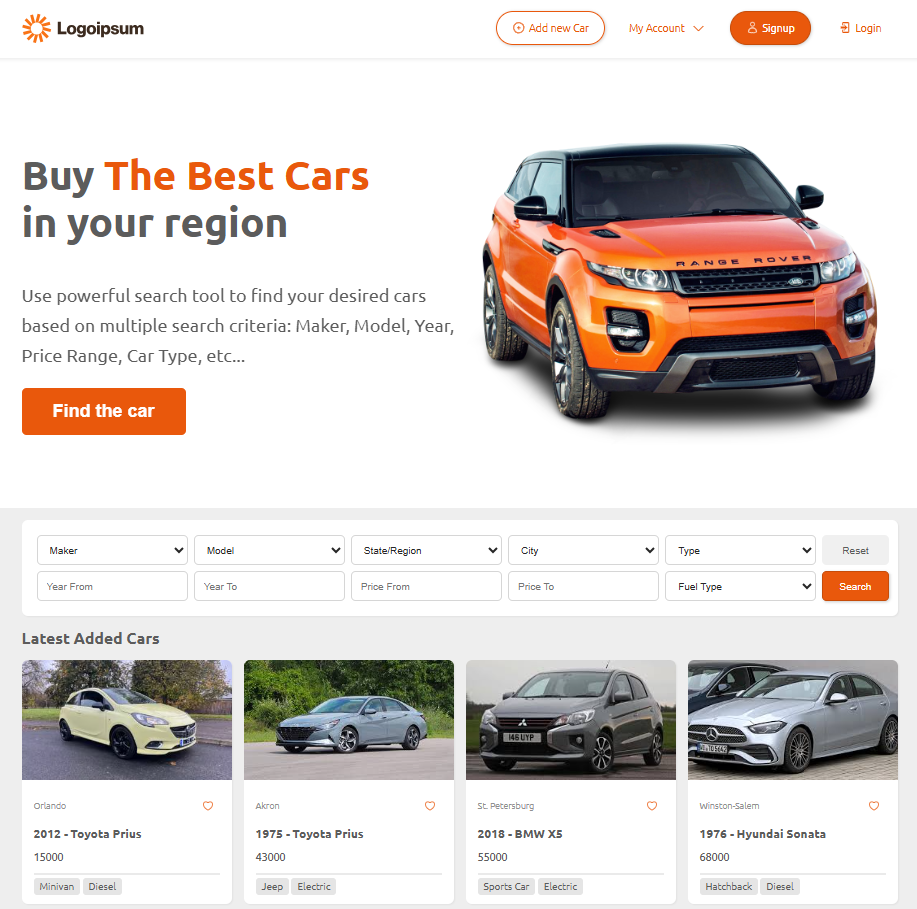 Logoipsum
Add new Car
My Account
Signup
Login
Buy The Best Cars
in your region
Use powerful search tool to find your desired cars
based on multiple search criteria: Maker, Model, Year,
Price Range, Car Type, etc...
Find the car
RANGE ROVER
Maker
Model
State/Region
City
Type
Reset
Year From
Year To
Price From
Price To
Fuel Type
Search
Latest Added Cars
146 UYP
Orlando
Akron
St. Petersburg
Winston-Salem
2012 - Toyota Prius
1975 - Toyota Prius
2018 - BMW X5
1976 - Hyundai Sonata
15000
43000
55000
68000
Minivan
Diesel
Jeep
Electric
Sports Car
Electric
Hatchback
Diesel